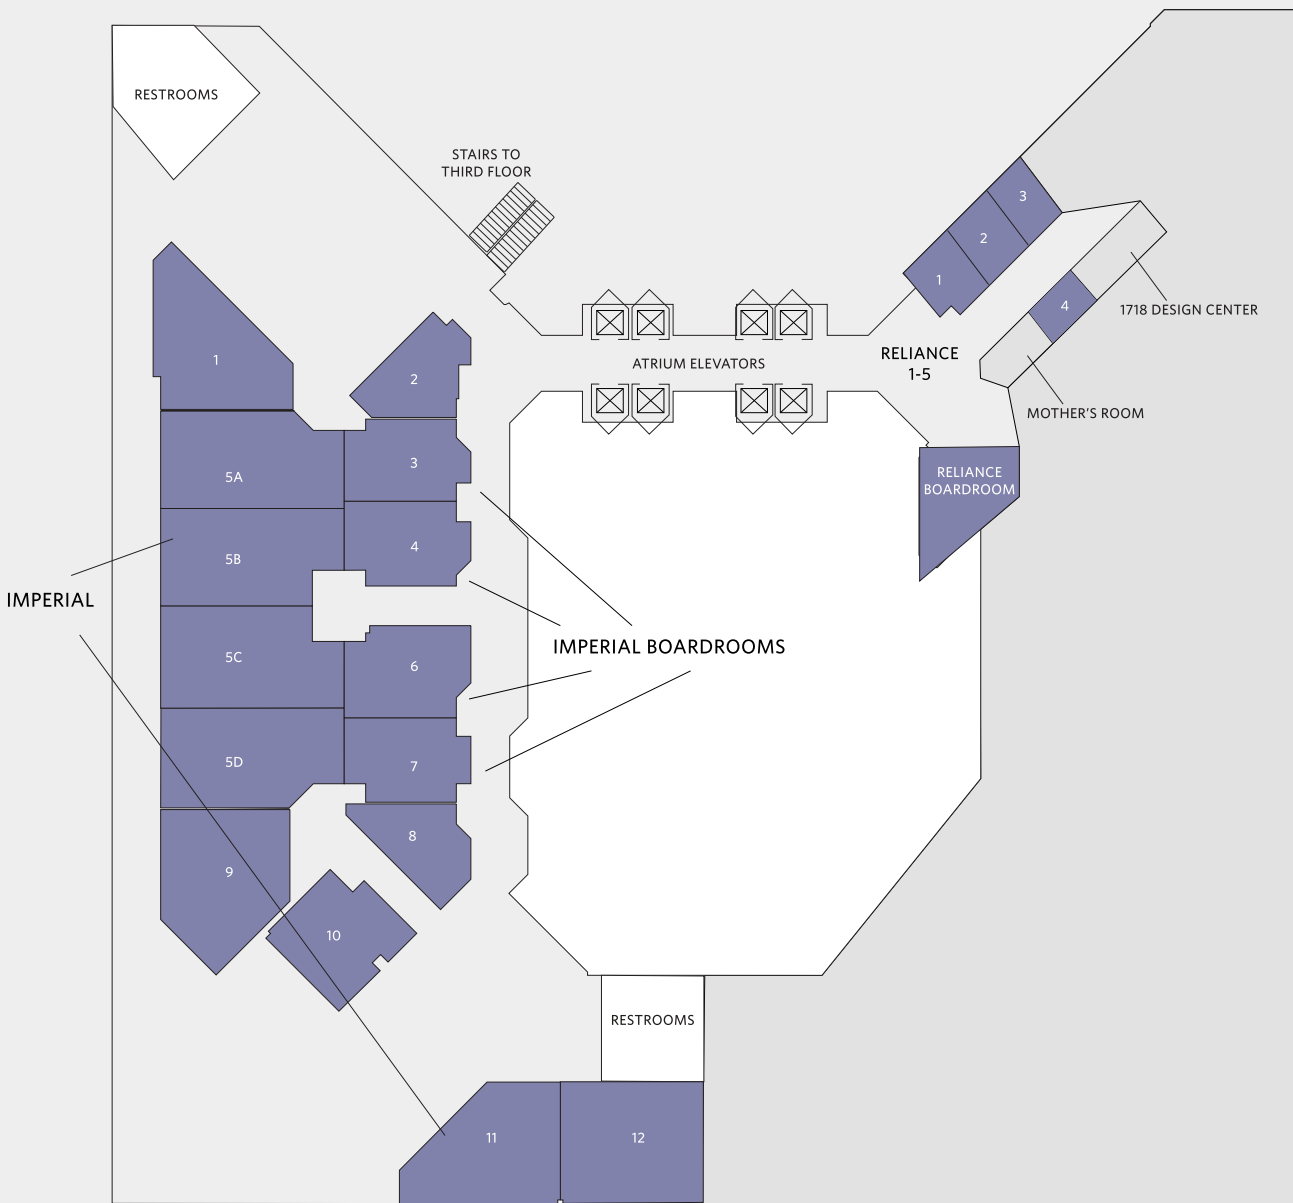 RESTROOMS
STAIRS TO
THIRD FLOOR
3
2
1
4
1718 DESIGN CENTER
RELIANCE
1-5
MOTHER'S ROOM
ATRIUM ELEVATORS
RELIANCE
BOARDROOM
1
2
3
5A
4
5B
IMPERIAL
IMPERIAL BOARDROOMS
5C
6
5D
7
8
9
10
RESTROOMS
11
12